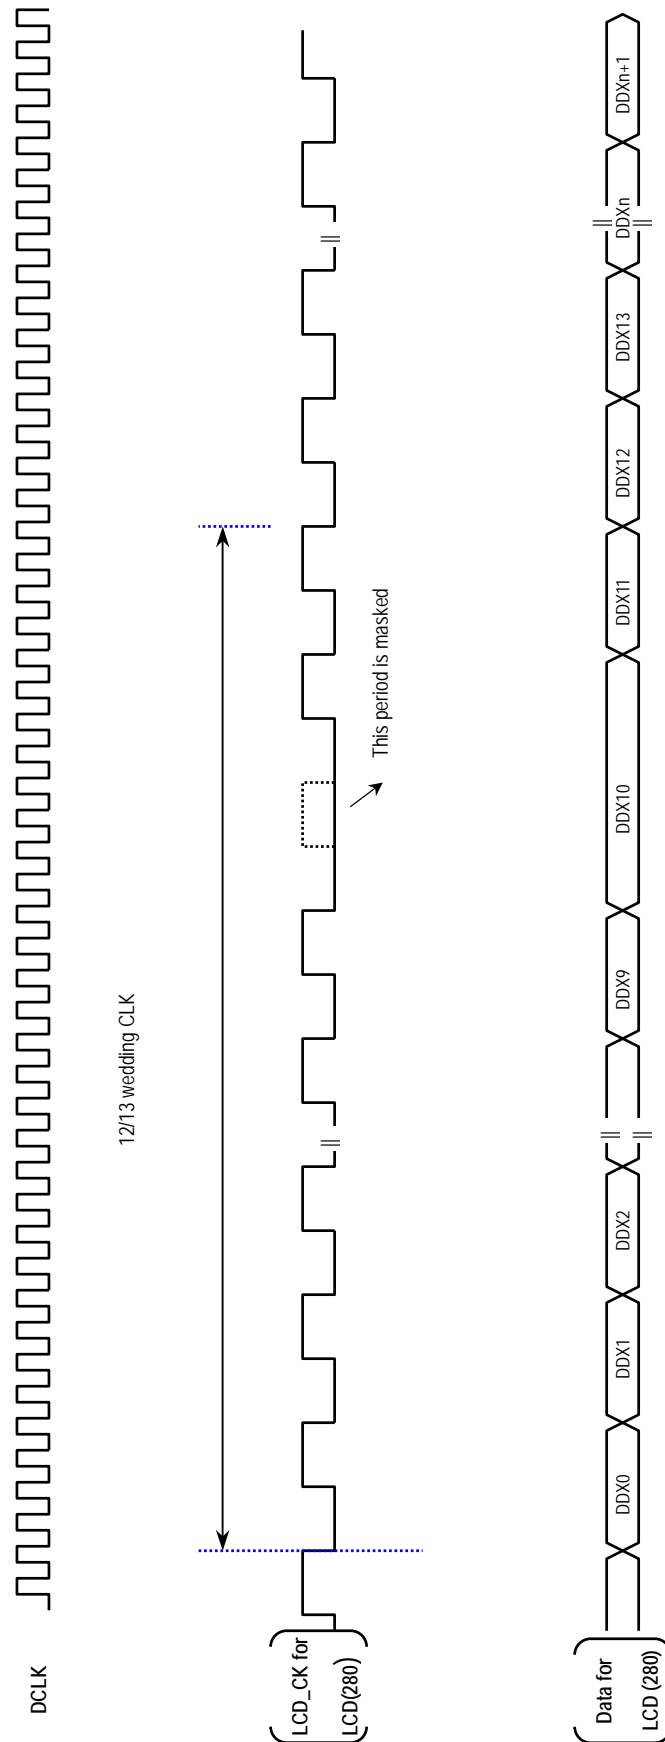 DCLK
12/13 wedding CLK
LCD_CK for
LCD(280)
This period is masked
Data for
LCD (280)
DDX0
DDX1
DDX2
DDX9
DDX10
DDX11
DDX12
DDX13
DDXn
DDXn+1